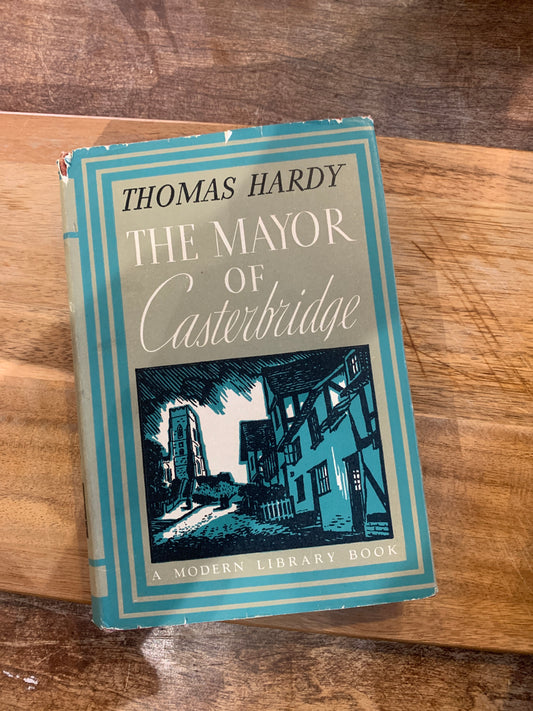 THOMAS HARDY
THE MAYOR
OF
Casterbridge
A MODERN LIBRARY BOOK